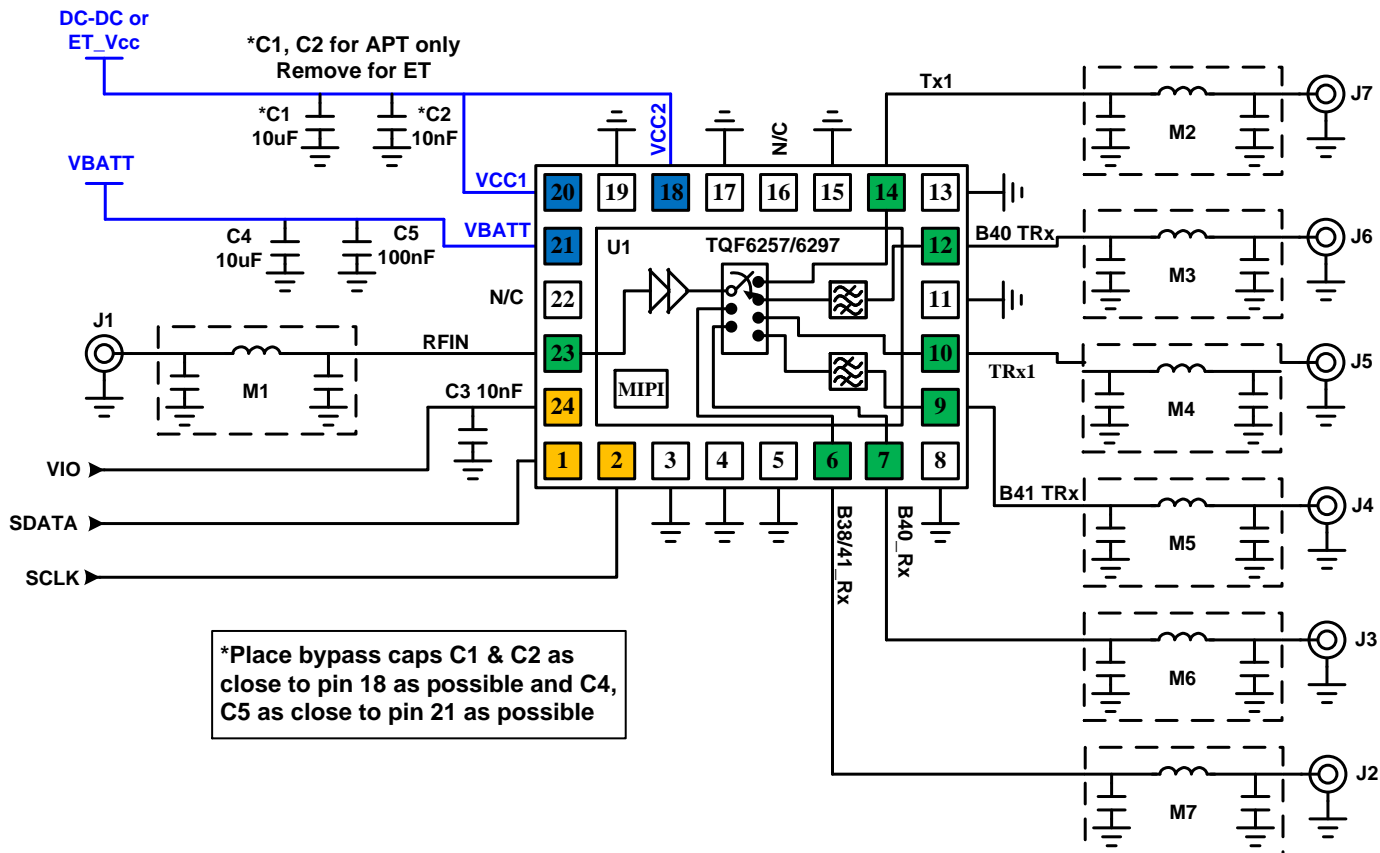 DC-DC or
ET_Vcc
*C1, C2 for APT only
Remove for ET
*C1
10uF
*C2
10nF
VCC2
N/C
Tx1
M2
J7
VBATT
VCC1
20
19
18
17
16
15
14
13
C4
10uF
C5
100nF
VBATT
21
U1
TQF6257/6297
12
B40 TRx
M3
J6
N/C
22
11
J1
M1
RFIN
23
10
TRx1
M4
J5
MIPI
C3 10nF
24
9
B41 TRx
M5
J4
VIO
1
2
3
4
5
6
7
8
SDATA
SCLK
B38/41_Rx
B40_Rx
M6
J3
M7
J2
*Place bypass caps C1 & C2 as
close to pin 18 as possible and C4,
C5 as close to pin 21 as possible